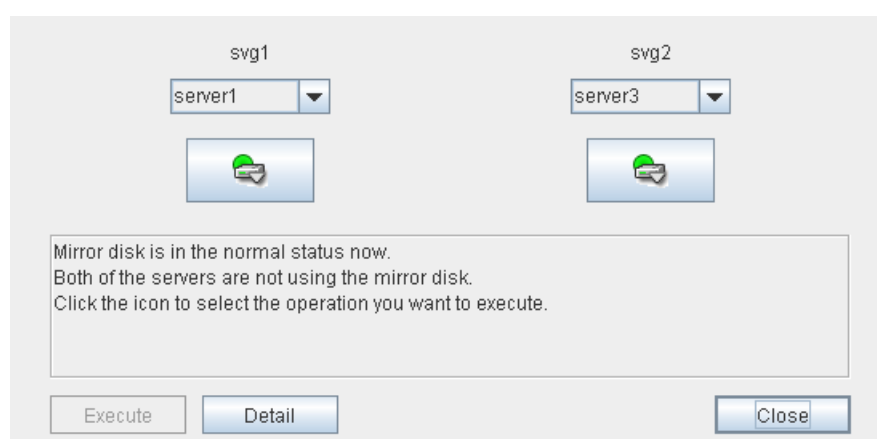 svg1 svg2
server1 server3
Mirror disk is in the normal status now.
Both of the servers are not using the mirror disk.
Click the icon to select the operation you want to execute.
Execute Detail Close